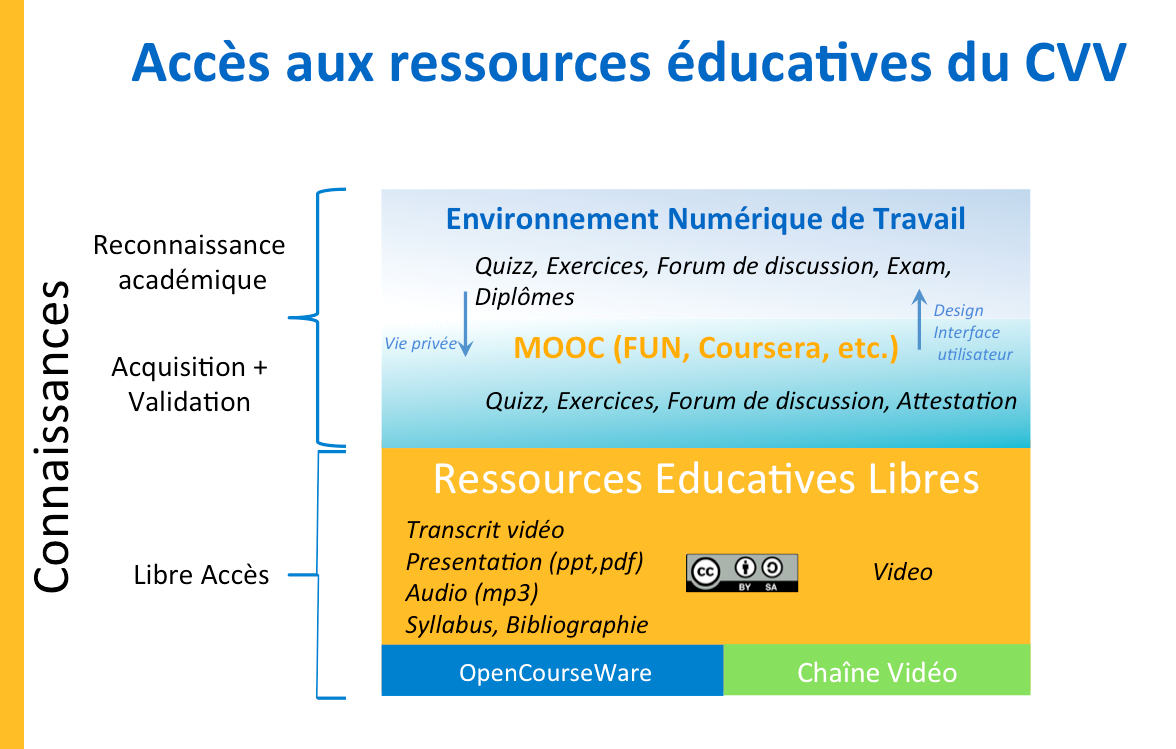 Accès aux ressources éducatives du CVV
Connaissances
Reconnaissance
académique
Acquisition +
Validation
Libre Accès
Environnement Numérique de Travail
Quizz, Exercices, Forum de discussion, Exam,
Diplômes
Vie privée
Design
Interface
utilisateur
MOOC (FUN, Coursera, etc.)
Quizz, Exercices, Forum de discussion, Attestation
Ressources Educatives Libres
Transcrit vidéo
Presentation (ppt,pdf)
Audio (mp3)
Syllabus, Bibliographie
cc
BY SA
Video
OpenCourseWare
Chaîne Vidéo